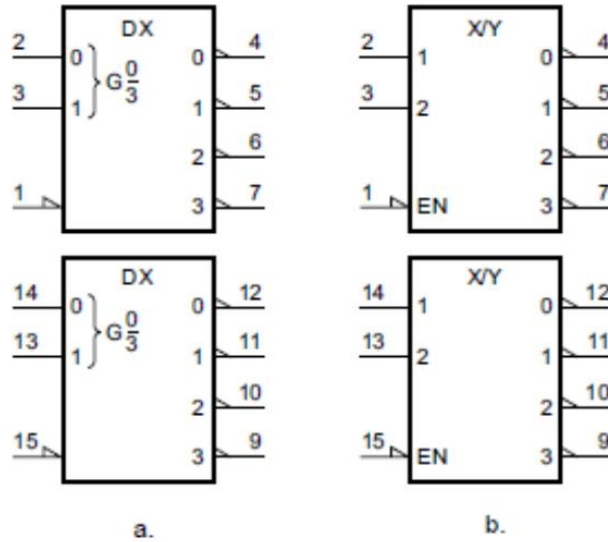 DX X/Y
2 0 0 4 2 1 0 4
G 0/3
3 1 1 5 3 2 1 5
2 6 2 6
1 3 7 1 EN 3 7
DX X/Y
14 0 0 12 14 1 0 12
G 0/3
13 1 1 11 13 2 1 11
2 10 2 10
15 3 9 15 EN 3 9
a. b.